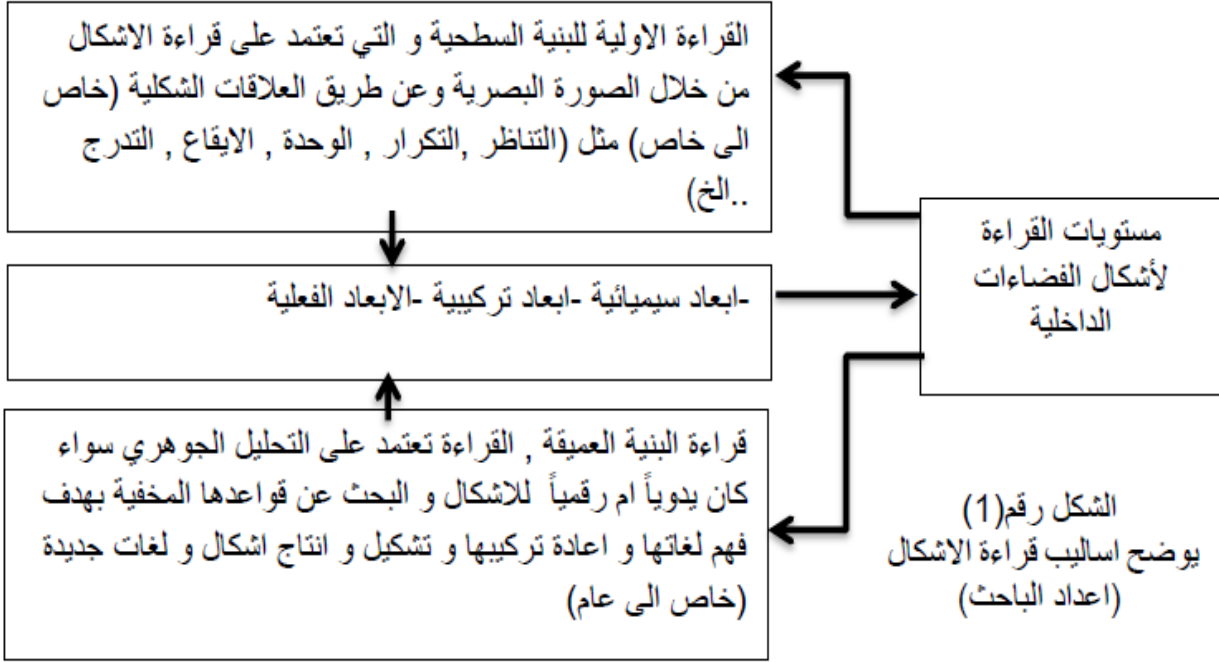 القراءة الاولية للبنية السطحية و التي تعتمد على قراءة الاشكال
من خلال الصورة البصرية وعن طريق العلاقات الشكلية (خاص
الى خاص) مثل (التناظر ,التكرار , الوحدة , الايقاع , التدرج
..الخ)
مستويات القراءة
لأشكال الفضاءات
الداخلية
-ابعاد سيميائية -ابعاد تركيبية -الابعاد الفعلية
قراءة البنية العميقة , القراءة تعتمد على التحليل الجوهري سواء
كان يدوياً ام رقمياً للاشكال و البحث عن قواعدها المخفية بهدف
فهم لغاتها و اعادة تركيبها و تشكيل و انتاج اشكال و لغات جديدة
(خاص الى عام)
الشكل رقم(1)
يوضح اساليب قراءة الاشكال
(اعداد الباحث)